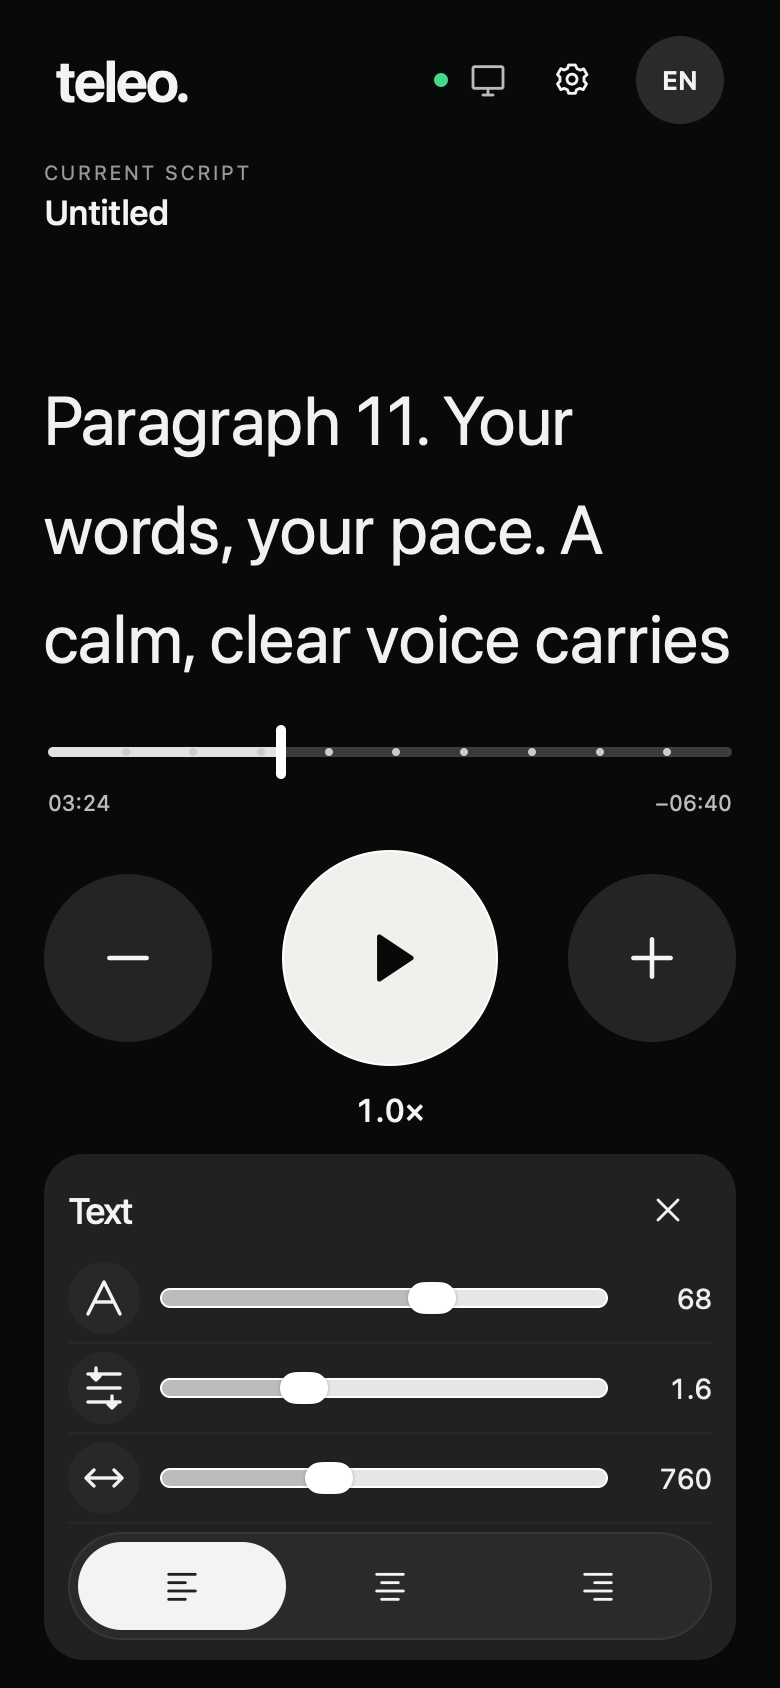 teleo.
EN
CURRENT SCRIPT
Untitled
Paragraph 11. Your
words, your pace. A
calm, clear voice carries
03:24
−06:40
1.0×
Text
68
1.6
760